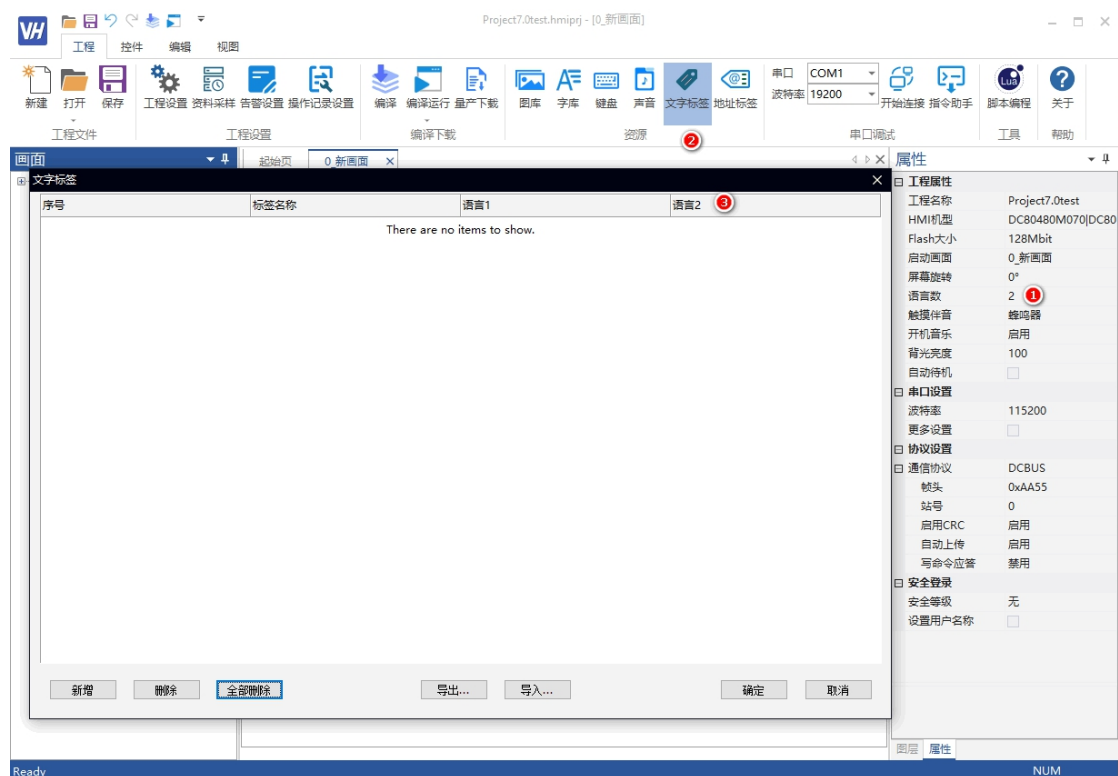 VH
Project7.0test.hmiprj - [0_新画面]
工程 控件 编辑 视图
新建 打开 保存 工程设置 资料采样 告警设置 操作记录设置 编译 编译运行 量产下载 图库 字库 键盘 声音 文字标签 地址标签 串口 COM1 波特率 19200 开始连接 指令助手 Lua 脚本编程 关于
工程文件 工程设置 编译下载 资源 2 串口调试 工具 帮助
画面 起始页 0_新画面 属性
文字标签
序号 标签名称 语言1 语言2 3
There are no items to show.
新增 删除 全部删除 导出... 导入... 确定 取消
工程属性
工程名称 Project7.0test
HMI机型 DC80480M070|DC80
Flash大小 128Mbit
启动画面 0_新画面
屏幕旋转 0°
语言数 2 1
触摸伴音 蜂鸣器
开机音乐 启用
背光亮度 100
自动待机
串口设置
波特率 115200
更多设置
协议设置
通信协议 DCBUS
帧头 0xAA55
站号 0
启用CRC 启用
自动上传 启用
写命令应答 禁用
安全登录
安全等级 无
设置用户名称
图层 属性
Ready NUM